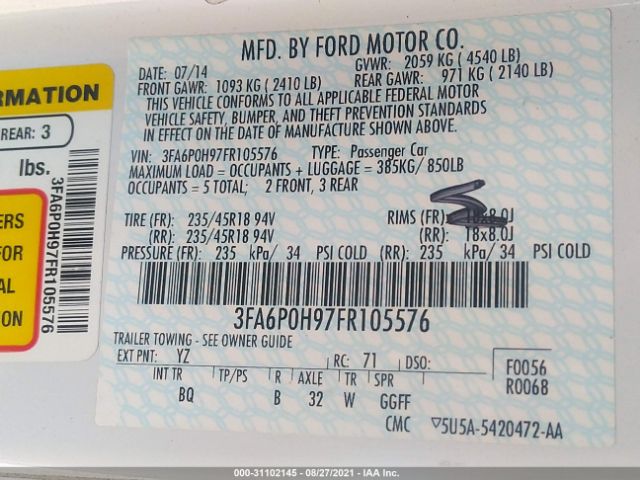 MFD. BY FORD MOTOR CO.
DATE: 07/14 GVWR: 2059 KG ( 4540 LB)
FRONT GAWR: 1093 KG ( 2410 LB) REAR GAWR: 971 KG ( 2140 LB)
THIS VEHICLE CONFORMS TO ALL APPLICABLE FEDERAL MOTOR
VEHICLE SAFETY, BUMPER, AND THEFT PREVENTION STANDARDS
IN EFFECT ON THE DATE OF MANUFACTURE SHOWN ABOVE.
VIN: 3FA6P0H97FR105576 TYPE: Passenger Car
MAXIMUM LOAD = OCCUPANTS + LUGGAGE = 385KG/ 850LB
OCCUPANTS = 5 TOTAL; 2 FRONT, 3 REAR
TIRE (FR): 235/45R18 94V RIMS (FR): 18x8.0J
(RR): 235/45R18 94V (RR): 18x8.0J
PRESSURE (FR): 235 kPa/ 34 PSI COLD (RR): 235 kPa/ 34 PSI COLD
3FA6P0H97FR105576
TRAILER TOWING - SEE OWNER GUIDE
EXT PNT: YZ RC: 71 DSO: F0056
R0068
INT TR TP/PS R AXLE TR SPR
BQ B 32 W GGFF
CMC ▽5U5A-5420472-AA
ORMATION
REAR: 3
lbs.
3FA6P0H97FR105576
ERS
FOR
AL
ION
000-31102145 - 08/27/2021 - IAA Inc.